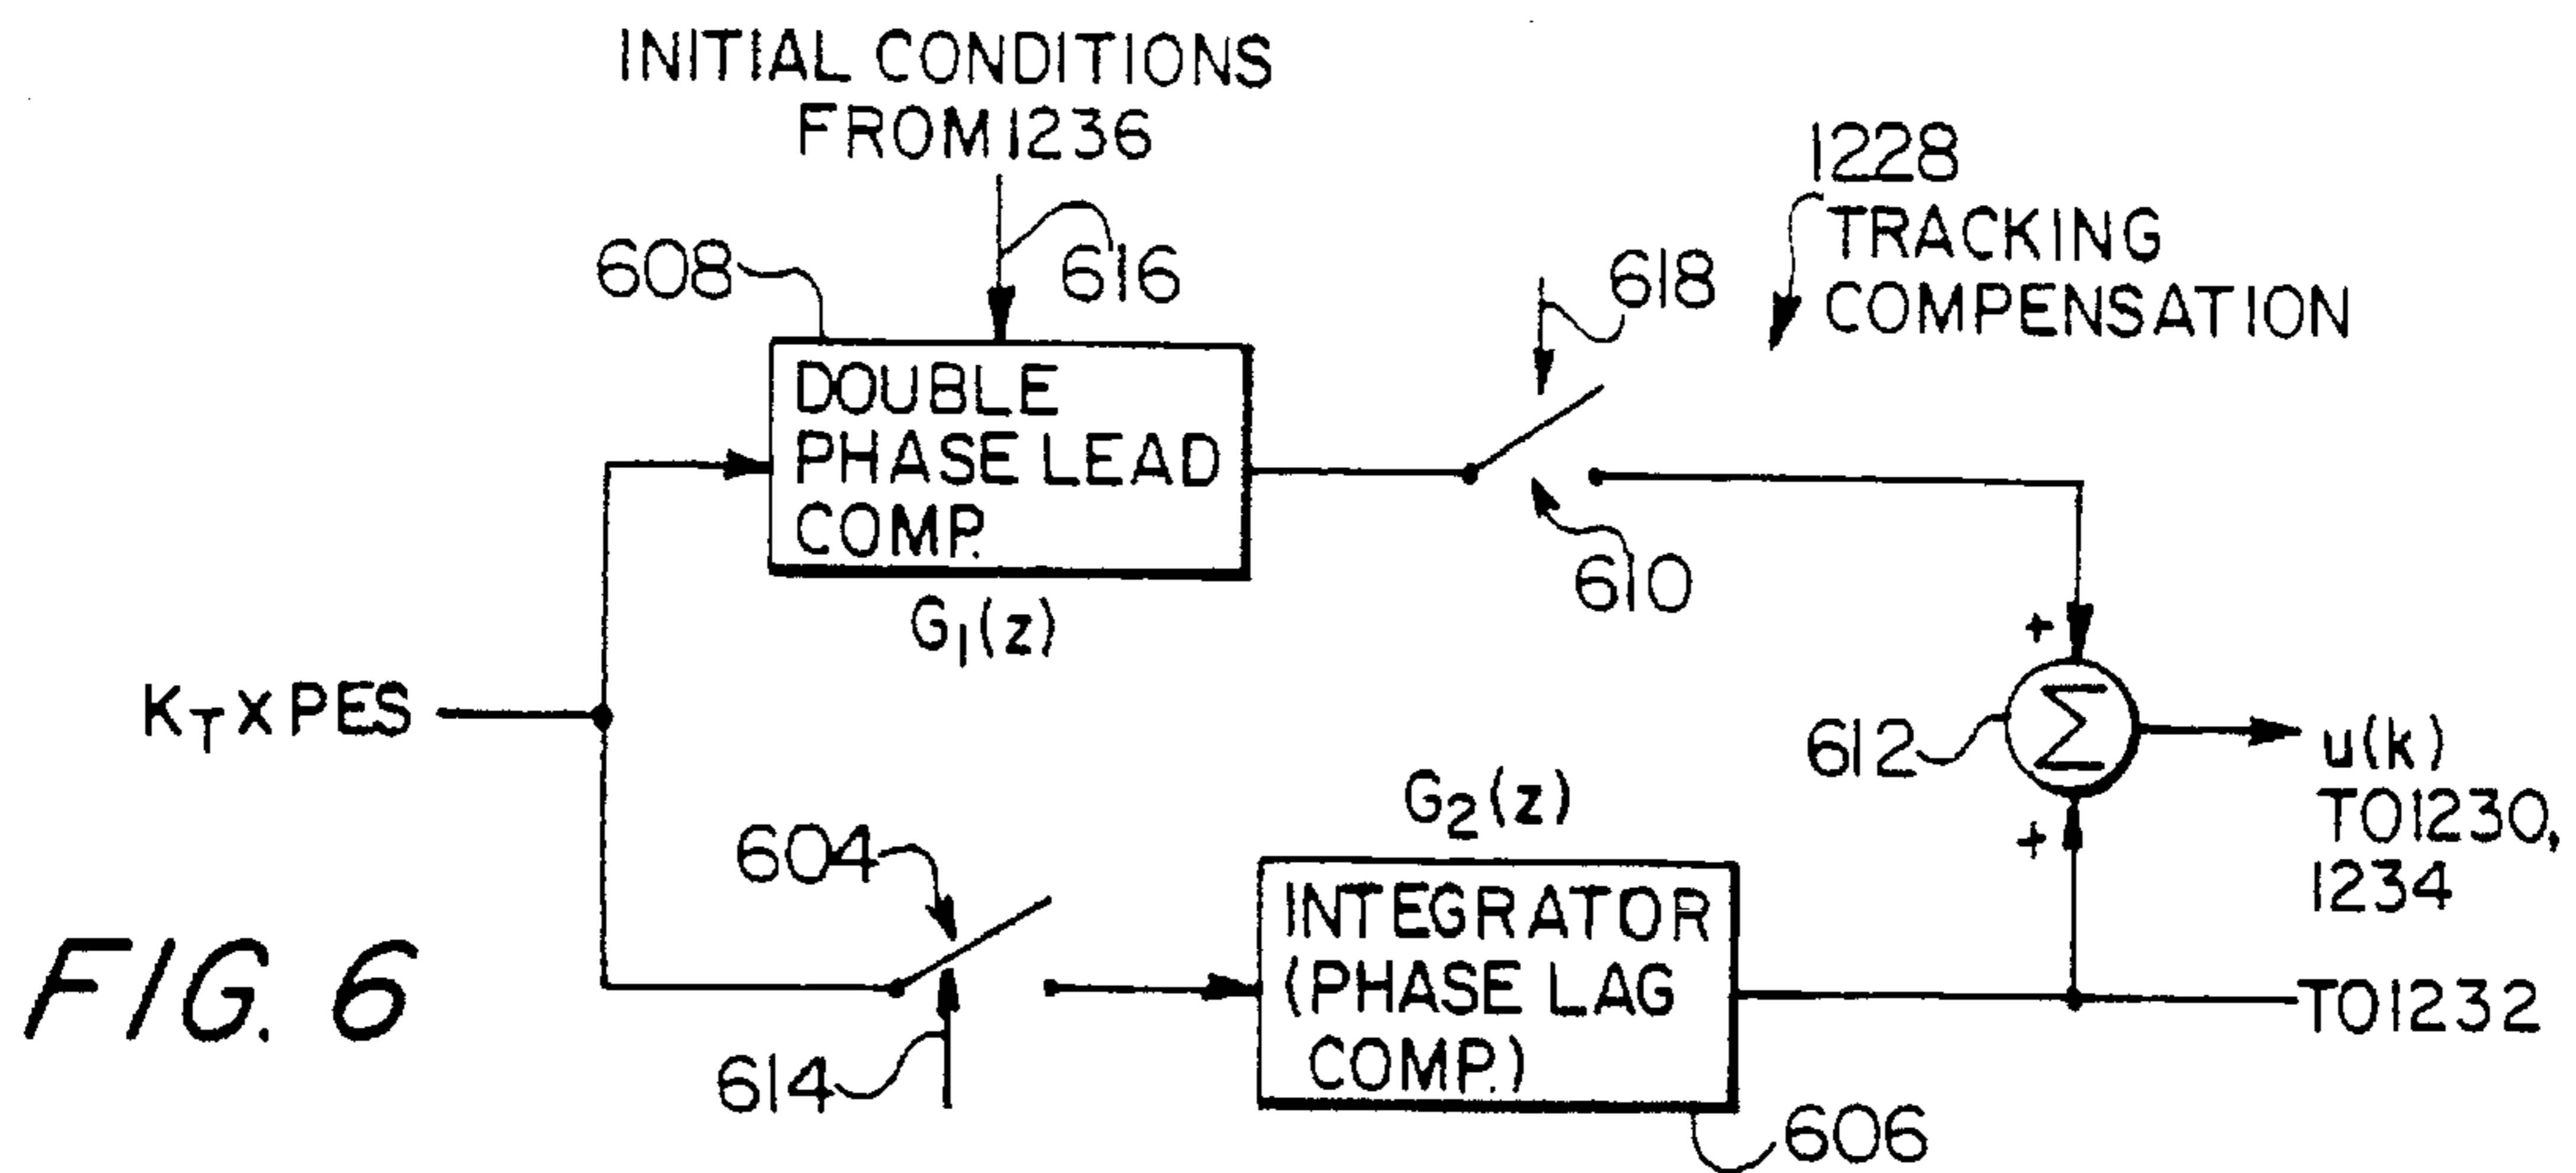 INITIAL CONDITIONS
FROM 1236
1228
TRACKING
COMPENSATION
608
616
618
DOUBLE
PHASE LEAD
COMP.
G1(z)
610
KT X PES
612
Σ
+
+
u(k)
TO 1230,
1234
G2(z)
604
INTEGRATOR
(PHASE LAG
COMP.)
TO 1232
614
606
FIG. 6